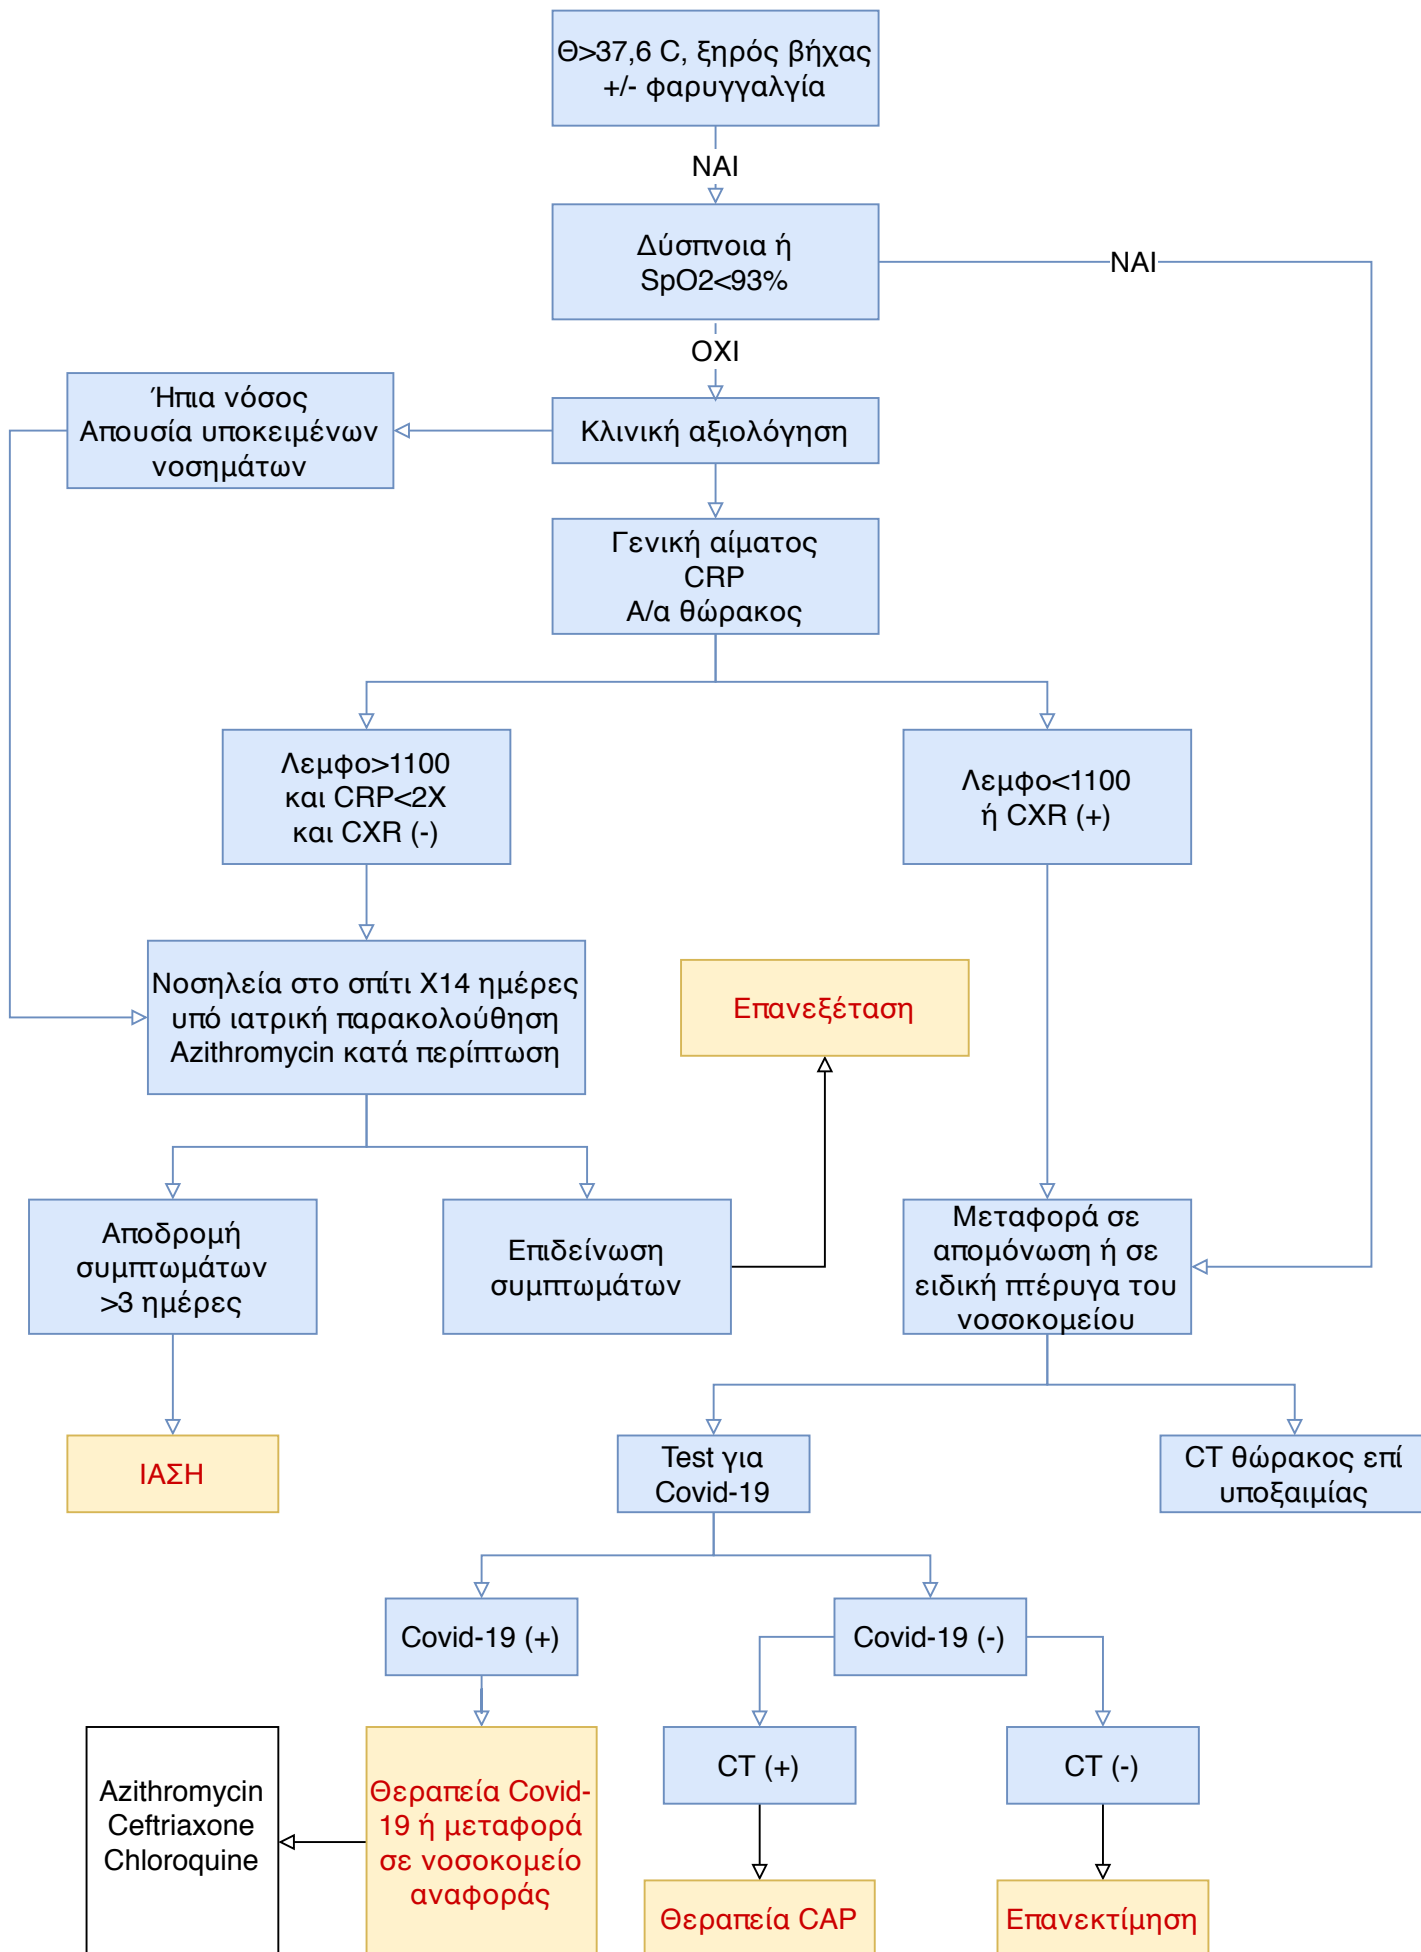 Θ>37,6 C, ξηρός βήχας
+/- φαρυγγαλγία
ΝΑΙ
Δύσπνοια ή
SpO2<93%
ΝΑΙ
ΟΧΙ
Ήπια νόσος
Απουσία υποκειμένων
νοσημάτων
Κλινική αξιολόγηση
Γενική αίματος
CRP
Α/α θώρακος
Λεμφο>1100
και CRP<2X
και CXR (-)
Λεμφο<1100
ή CXR (+)
Νοσηλεία στο σπίτι Χ14 ημέρες
υπό ιατρική παρακολούθηση
Azithromycin κατά περίπτωση
Επανεξέταση
Αποδρομή
συμπτωμάτων
>3 ημέρες
Επιδείνωση
συμπτωμάτων
Μεταφορά σε
απομόνωση ή σε
ειδική πτέρυγα του
νοσοκομείου
ΙΑΣΗ
Test για
Covid-19
CT θώρακος επί
υποξαιμίας
Covid-19 (+)
Covid-19 (-)
Azithromycin
Ceftriaxone
Chloroquine
Θεραπεία Covid-
19 ή μεταφορά
σε νοσοκομείο
αναφοράς
CT (+)
CT (-)
Θεραπεία CAP
Επανεκτίμηση